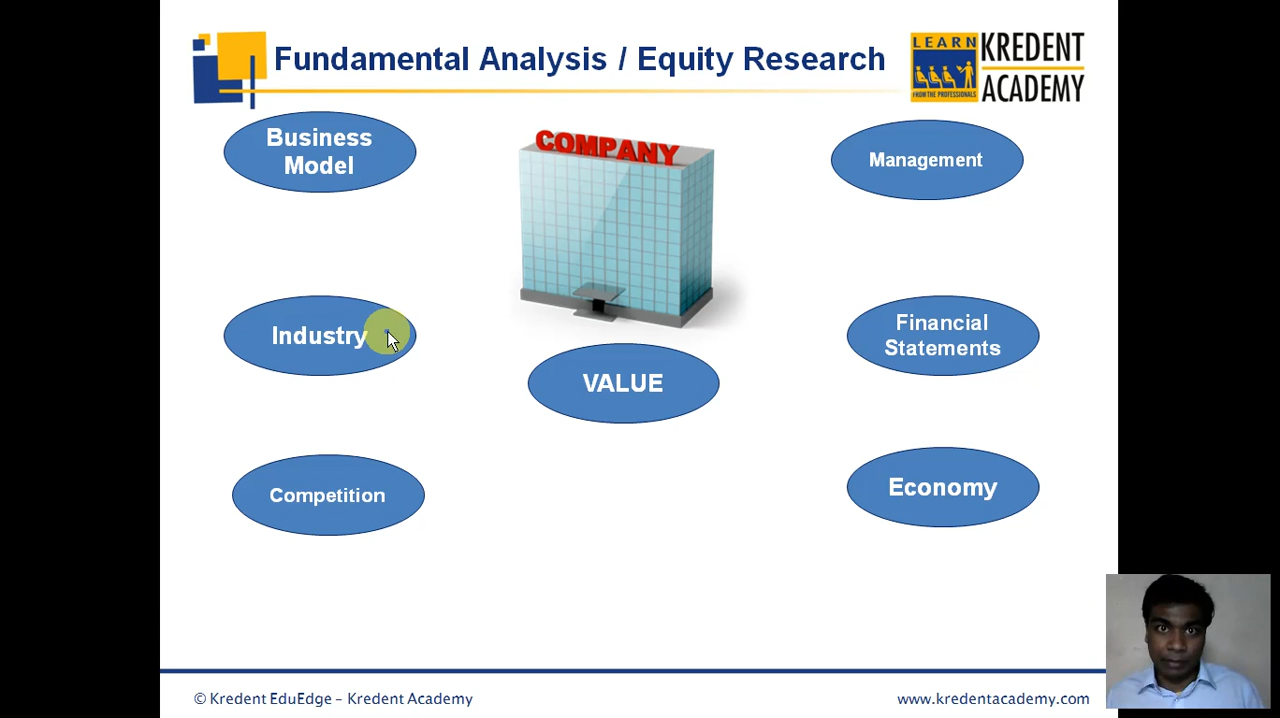 Fundamental Analysis / Equity Research
LEARN
FROM THE PROFESSIONALS
KREDENT
ACADEMY
Business
Model
COMPANY
Management
Industry
Financial
Statements
VALUE
Competition
Economy
© Kredent EduEdge – Kredent Academy
www.kredentacademy.com